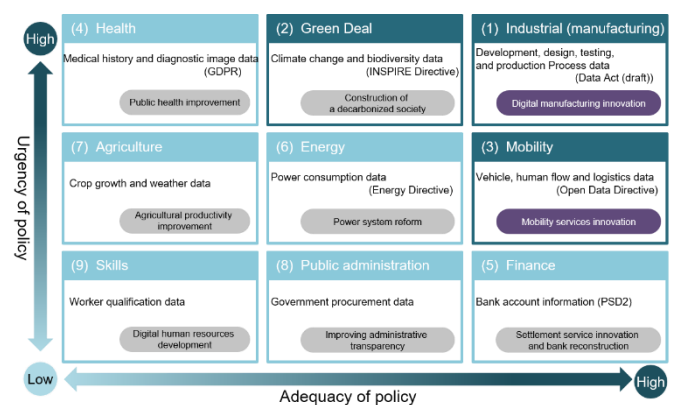 High
Urgency of policy
Low
(4) Health
Medical history and diagnostic image data
(GDPR)
Public health improvement
(2) Green Deal
Climate change and biodiversity data
(INSPIRE Directive)
Construction of
a decarbonized society
(1) Industrial (manufacturing)
Development, design, testing,
and production Process data
(Data Act (draft))
Digital manufacturing innovation
(7) Agriculture
Crop growth and weather data
Agricultural productivity
improvement
(6) Energy
Power consumption data
(Energy Directive)
Power system reform
(3) Mobility
Vehicle, human flow and logistics data
(Open Data Directive)
Mobility services innovation
(9) Skills
Worker qualification data
Digital human resources
development
(8) Public administration
Government procurement data
Improving administrative
transparency
(5) Finance
Bank account information (PSD2)
Settlement service innovation
and bank reconstruction
Adequacy of policy
High